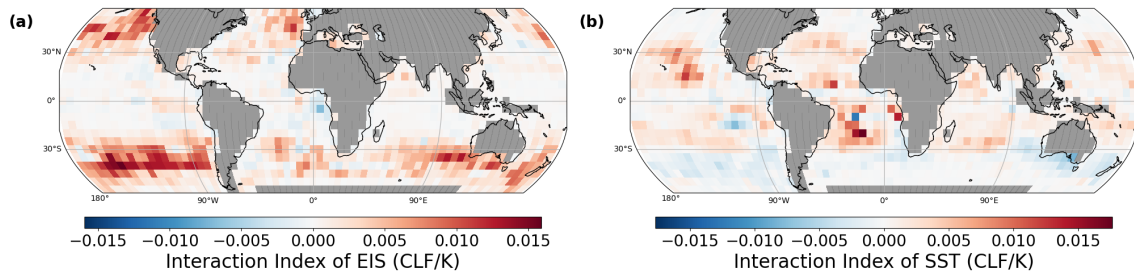 (a)
30°N
0°
30°S
180°
90°W
0°
90°E
−0.015 −0.010 −0.005 0.000 0.005 0.010 0.015
Interaction Index of EIS (CLF/K)
(b)
30°N
0°
30°S
180°
90°W
0°
90°E
−0.015 −0.010 −0.005 0.000 0.005 0.010 0.015
Interaction Index of SST (CLF/K)